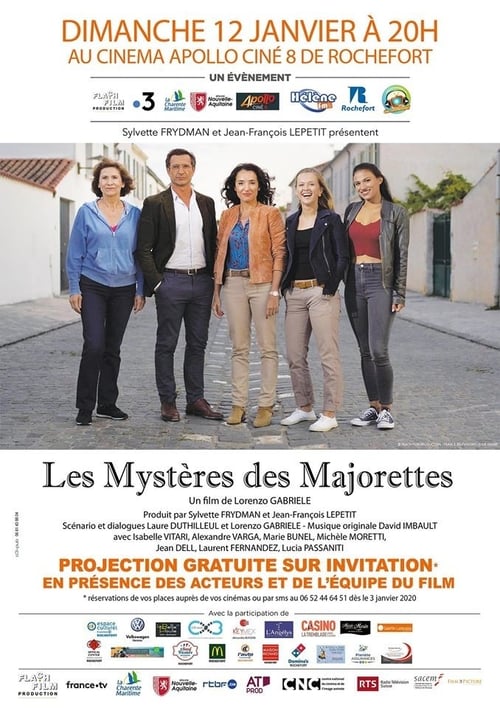 DIMANCHE 12 JANVIER À 20H
AU CINEMA APOLLO CINÉ 8 DE ROCHEFORT
UN ÉVÈNEMENT
FLACH FILM PRODUCTION
3
La Charente Maritime
Nouvelle-Aquitaine
Apollo
Hélène
Rochefort
Sylvette FRYDMAN et Jean-François LEPETIT présentent
Les Mystères des Majorettes
Un film de Lorenzo GABRIELE
Produit par Sylvette FRYDMAN et Jean-François LEPETIT
Scénario et dialogues Laure DUTHILLEUL et Lorenzo GABRIELE - Musique originale David IMBAULT
avec Isabelle VITARI, Alexandre VARGA, Marie BUNEL, Michèle MORETTI,
Jean DELL, Laurent FERNANDEZ, Lucia PASSANITI
PROJECTION GRATUITE SUR INVITATION*
EN PRÉSENCE DES ACTEURS ET DE L'ÉQUIPE DU FILM
* réservations de vos places auprès de vos cinémas ou par sms au 06 52 44 64 51 dès le 3 janvier 2020
Avec la participation de
espace culturel
Volkswagen
CASINO
Domino's
FLACH FILM PRODUCTION
france•tv
La Charente Maritime
Nouvelle-Aquitaine
rtbf
AT PROD
CNC
RTS
sacem